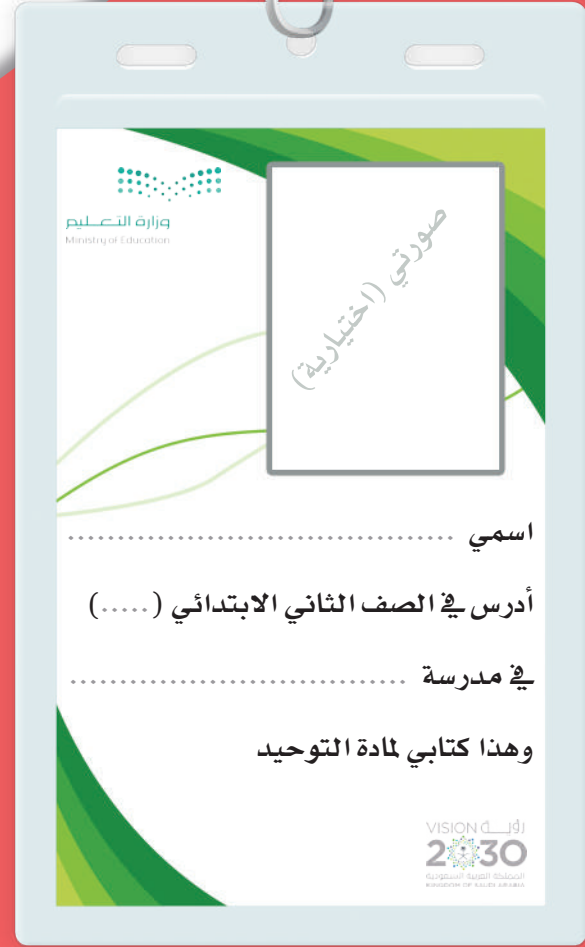 وزارة التعليم
Ministry of Education
صورتي (اختيارية)
اسمي .......................................
أدرس في الصف الثاني الابتدائي (.....)
في مدرسة ..................................
وهذا كتابي لمادة التوحيد
VISION رؤيــة
2030
المملكة العربية السعودية
KINGDOM OF SAUDI ARABIA